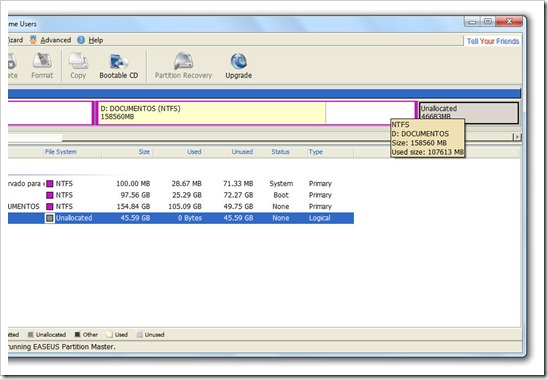 me Users
izard Advanced Help
Tell Your Friends
te Format Copy Bootable CD Partition Recovery Upgrade
D: DOCUMENTOS (NTFS)
158560MB
Unallocated
46683MB
NTFS
D: DOCUMENTOS
Size: 158560 MB
Used size: 107613 MB
File System Size Used Unused Status Type
ervado para e NTFS 100.00 MB 28.67 MB 71.33 MB System Primary
NTFS 97.56 GB 25.29 GB 72.27 GB Boot Primary
UMENTOS NTFS 154.84 GB 105.09 GB 49.75 GB None Primary
Unallocated 45.59 GB 0 Bytes 45.59 GB None Logical
tted Unallocated Other Used Unused
running EASEUS Partition Master.